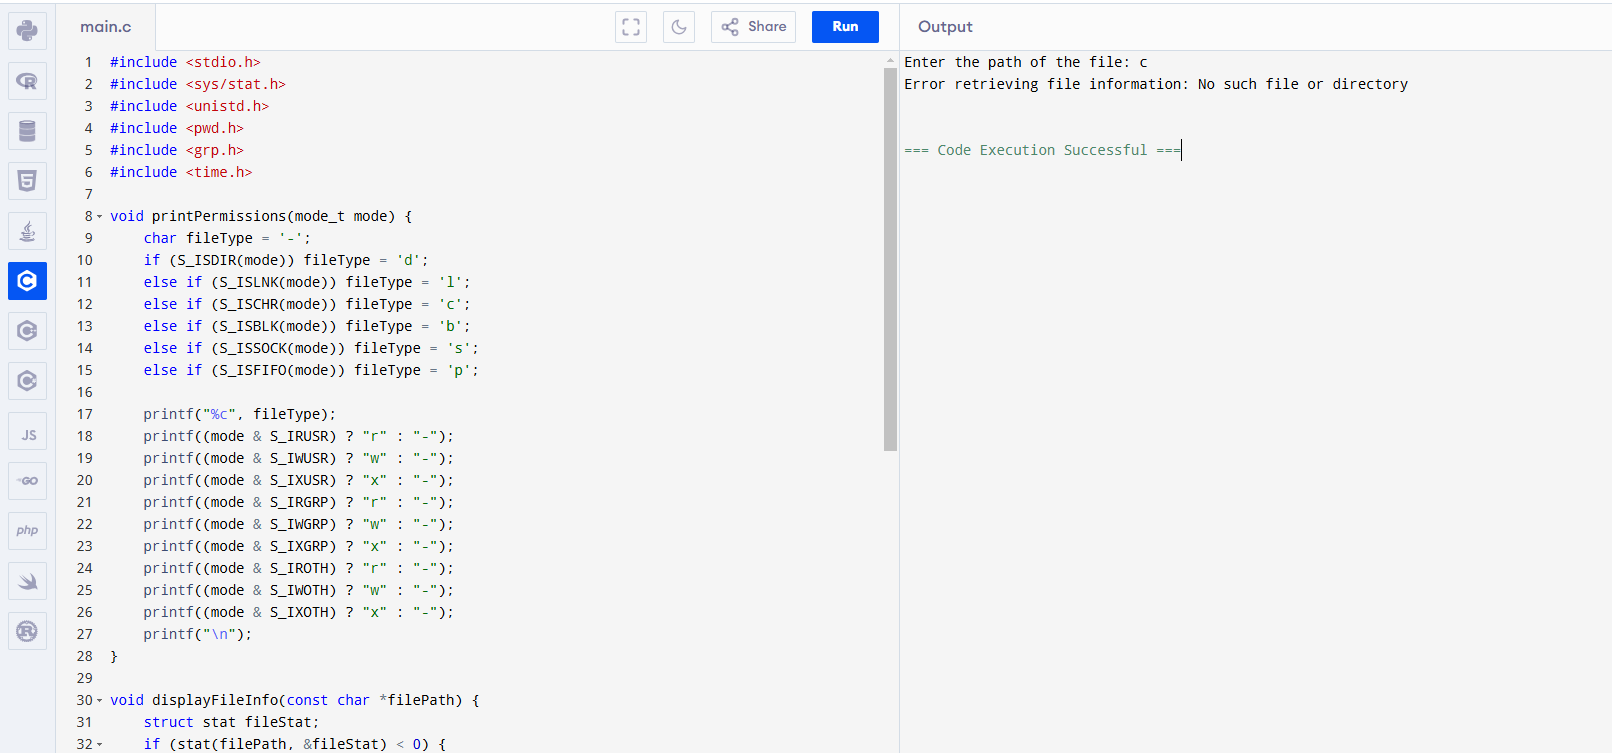 main.c
Share
Run
Output
1 #include <stdio.h>
2 #include <sys/stat.h>
3 #include <unistd.h>
4 #include <pwd.h>
5 #include <grp.h>
6 #include <time.h>
7
8 void printPermissions(mode_t mode) {
9     char fileType = '-';
10     if (S_ISDIR(mode)) fileType = 'd';
11     else if (S_ISLNK(mode)) fileType = 'l';
12     else if (S_ISCHR(mode)) fileType = 'c';
13     else if (S_ISBLK(mode)) fileType = 'b';
14     else if (S_ISSOCK(mode)) fileType = 's';
15     else if (S_ISFIFO(mode)) fileType = 'p';
16
17     printf("%c", fileType);
18     printf((mode & S_IRUSR) ? "r" : "-");
19     printf((mode & S_IWUSR) ? "w" : "-");
20     printf((mode & S_IXUSR) ? "x" : "-");
21     printf((mode & S_IRGRP) ? "r" : "-");
22     printf((mode & S_IWGRP) ? "w" : "-");
23     printf((mode & S_IXGRP) ? "x" : "-");
24     printf((mode & S_IROTH) ? "r" : "-");
25     printf((mode & S_IWOTH) ? "w" : "-");
26     printf((mode & S_IXOTH) ? "x" : "-");
27     printf("\n");
28 }
29
30 void displayFileInfo(const char *filePath) {
31     struct stat fileStat;
32     if (stat(filePath, &fileStat) < 0) {
Enter the path of the file: c
Error retrieving file information: No such file or directory
=== Code Execution Successful ===
R
5
C
C
C
JS
GO
php
R